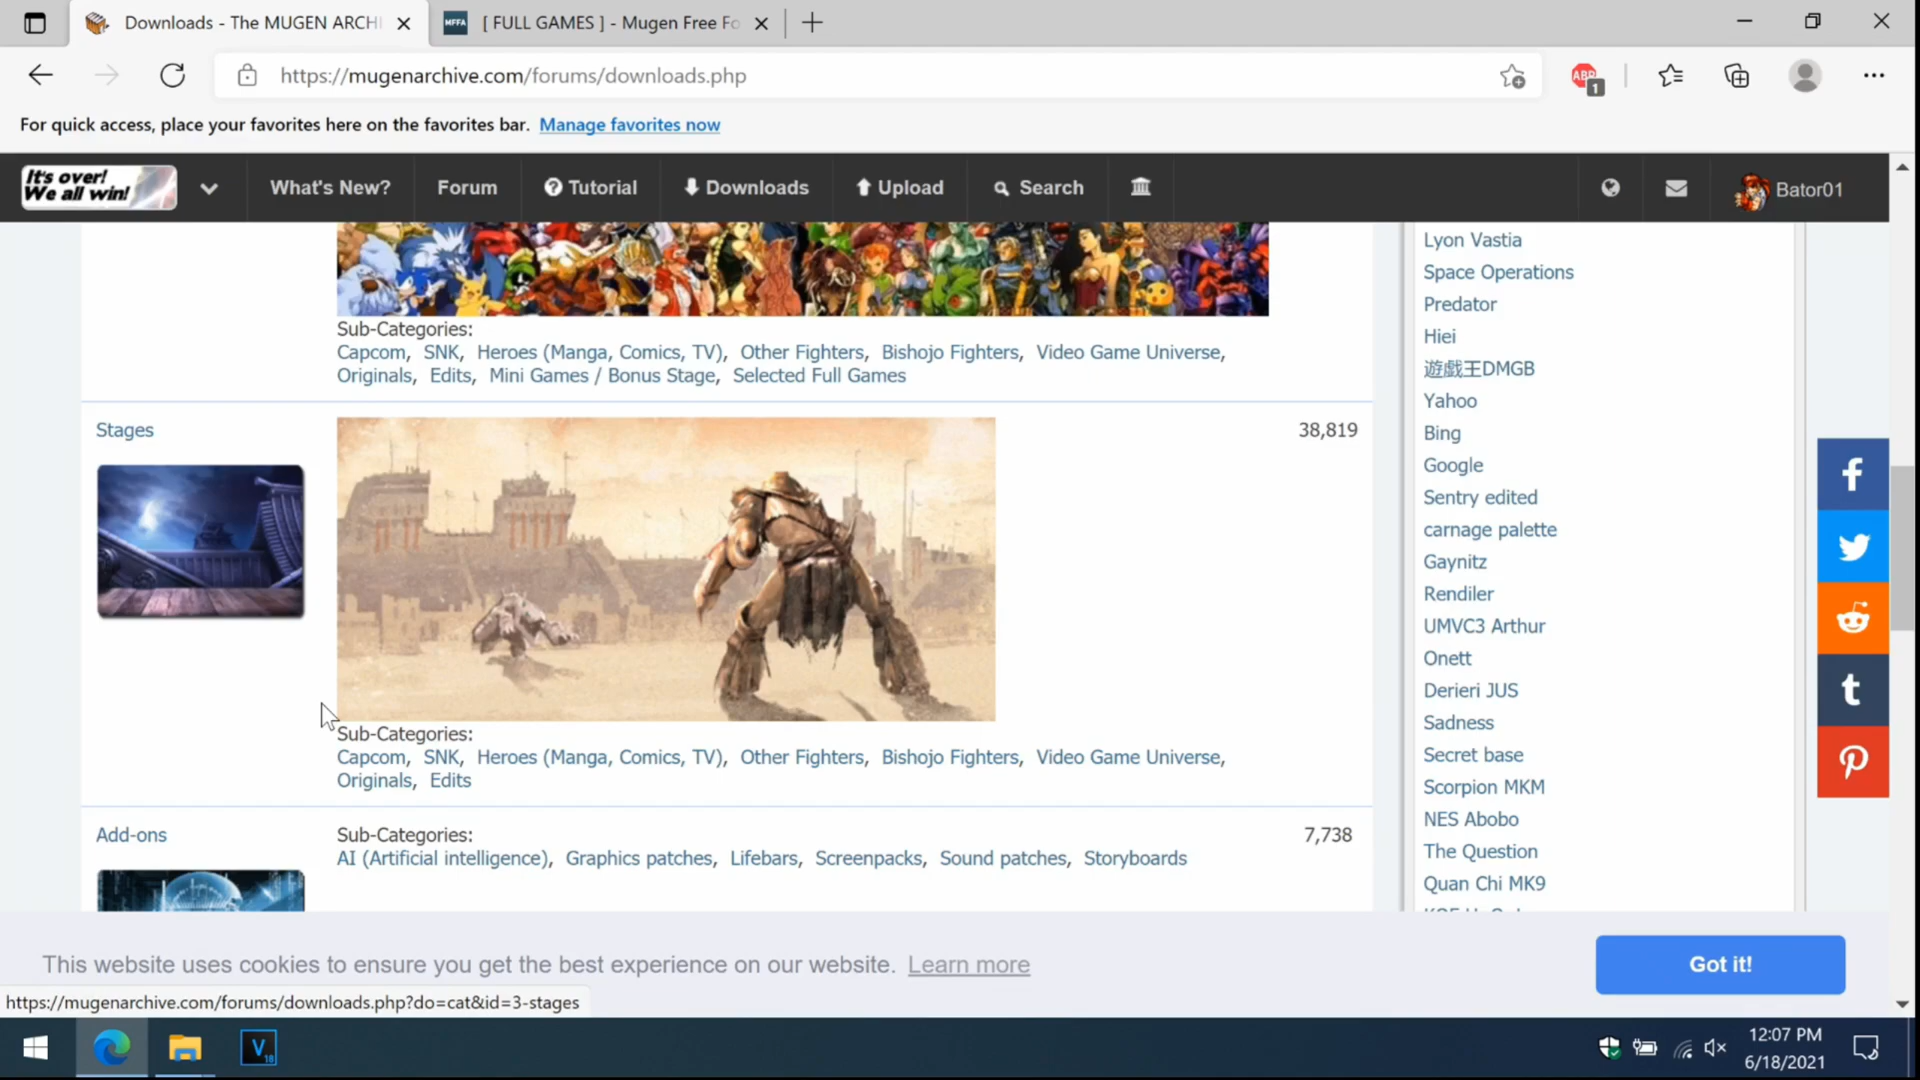 Downloads - The MUGEN ARCHI
MFFA
[ FULL GAMES ] - Mugen Free Fo
https://mugenarchive.com/forums/downloads.php
ABP
1
For quick access, place your favorites here on the favorites bar. Manage favorites now
It's over!
We all win!
What's New?
Forum
Tutorial
Downloads
Upload
Search
Bator01
Sub-Categories:
Capcom, SNK, Heroes (Manga, Comics, TV), Other Fighters, Bishojo Fighters, Video Game Universe,
Originals, Edits, Mini Games / Bonus Stage, Selected Full Games
Stages
38,819
Sub-Categories:
Capcom, SNK, Heroes (Manga, Comics, TV), Other Fighters, Bishojo Fighters, Video Game Universe,
Originals, Edits
Add-ons
Sub-Categories:
7,738
AI (Artificial intelligence), Graphics patches, Lifebars, Screenpacks, Sound patches, Storyboards
Lyon Vastia
Space Operations
Predator
Hiei
遊戯王DMGB
Yahoo
Bing
Google
Sentry edited
carnage palette
Gaynitz
Rendiler
UMVC3 Arthur
Onett
Derieri JUS
Sadness
Secret base
Scorpion MKM
NES Abobo
The Question
Quan Chi MK9
This website uses cookies to ensure you get the best experience on our website. Learn more
Got it!
https://mugenarchive.com/forums/downloads.php?do=cat&id=3-stages
V
18
12:07 PM
6/18/2021